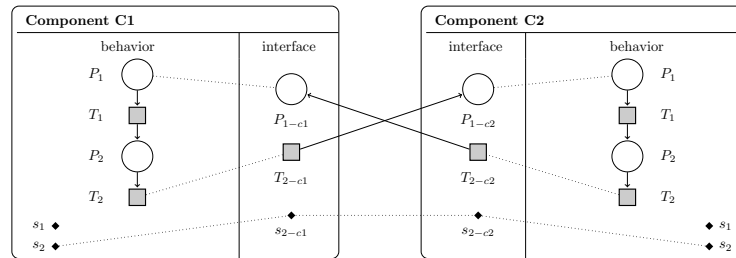 Component C1
behavior
interface
P₁
T₁
P₂
T₂
s₁
s₂
P₁₋c₁
T₂₋c₁
s₂₋c₁
Component C2
interface
behavior
P₁₋c₂
T₂₋c₂
s₂₋c₂
P₁
T₁
P₂
T₂
s₁
s₂